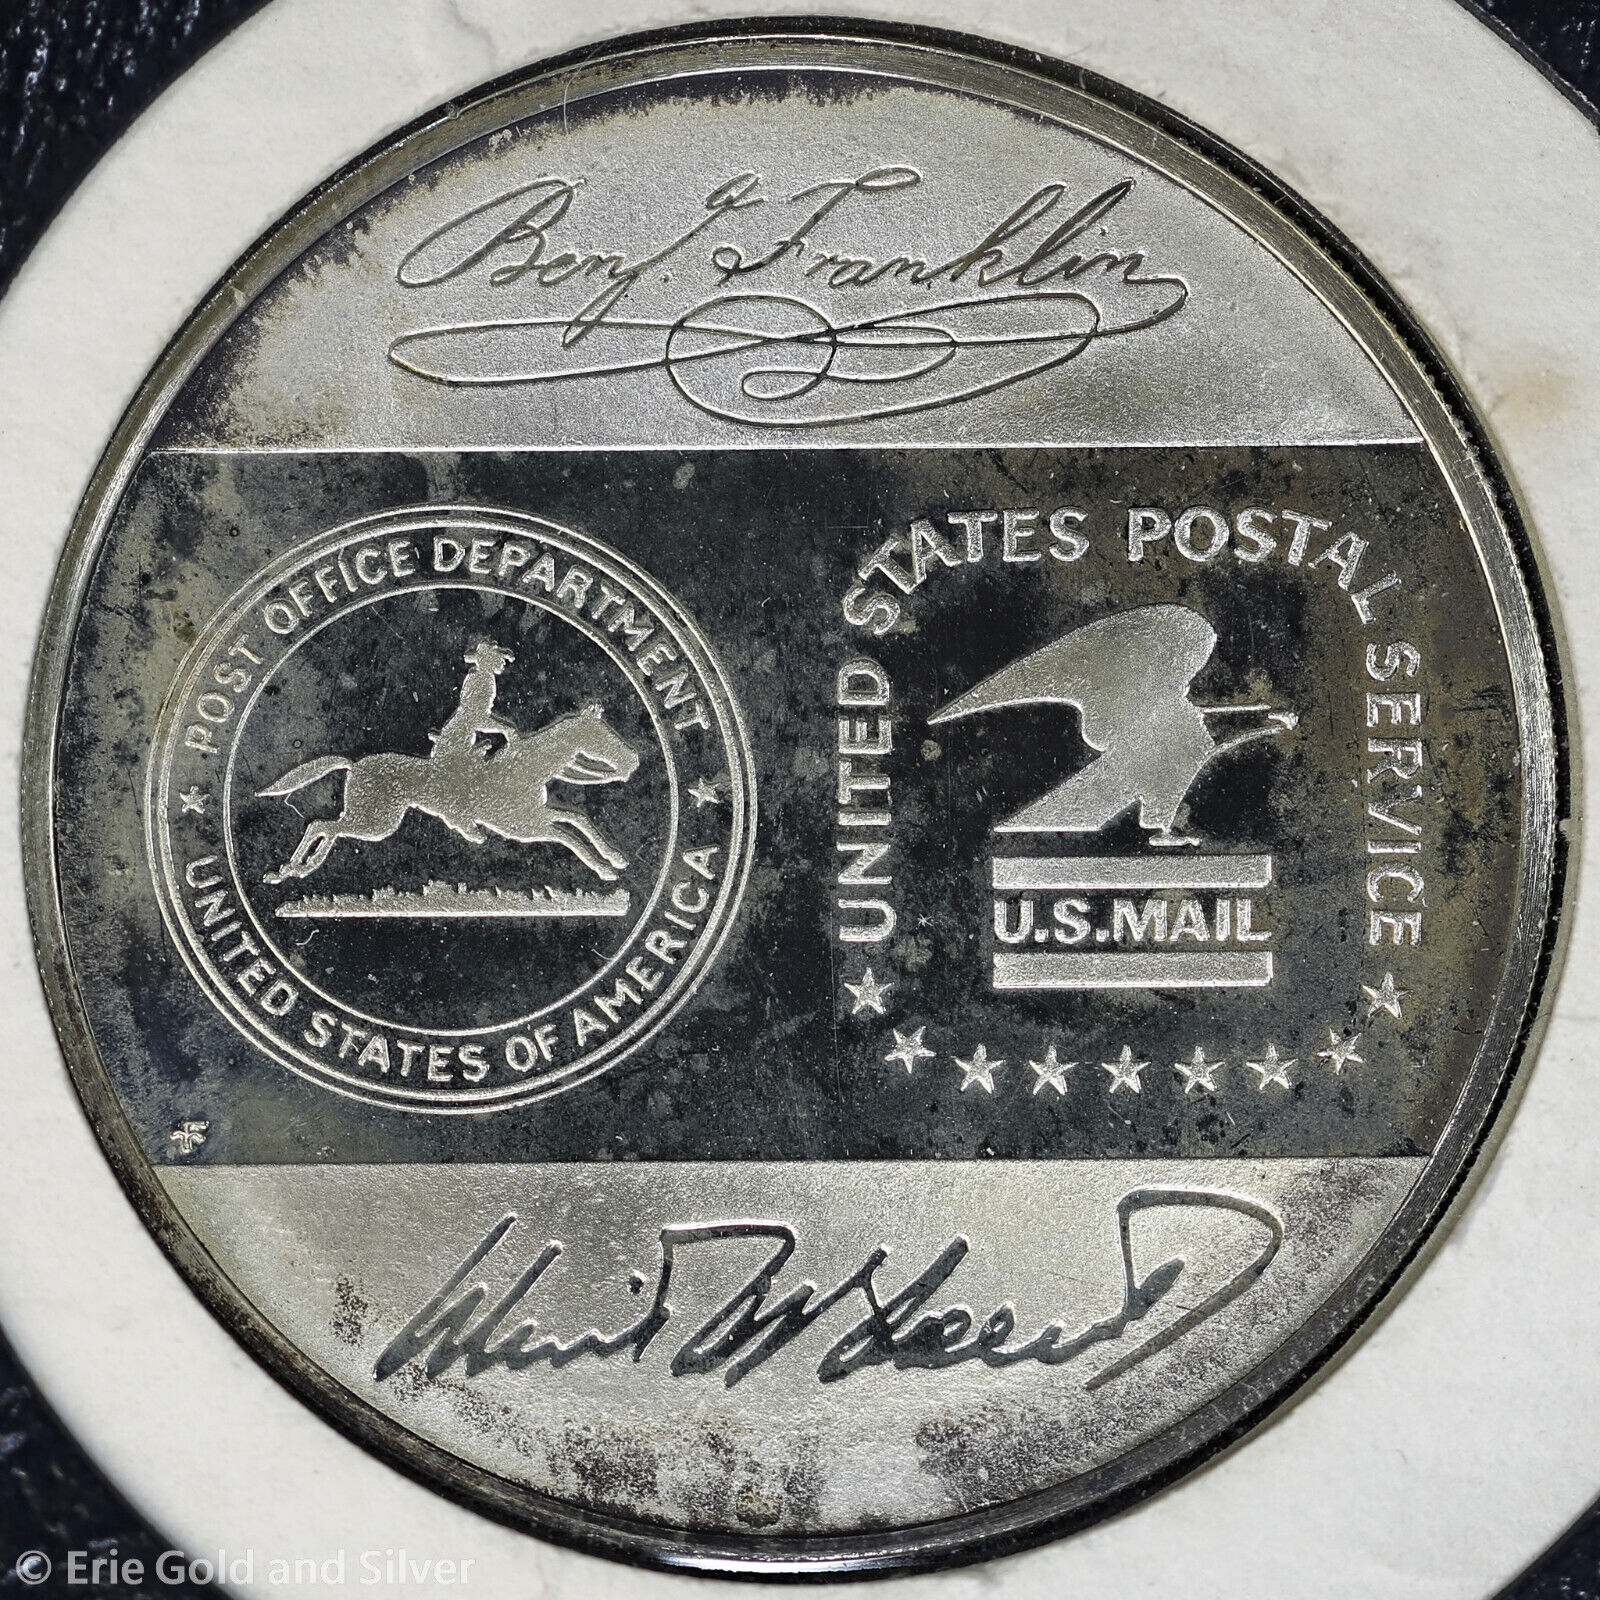 Benj. Franklin
POST OFFICE DEPARTMENT
UNITED STATES OF AMERICA
UNITED STATES POSTAL SERVICE
U.S.MAIL
© Erie Gold and Silver